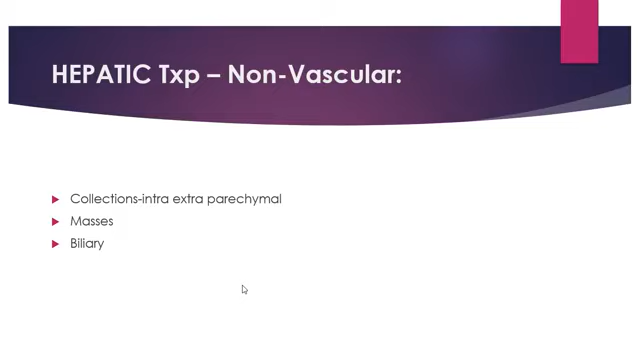 HEPATIC Txp – Non-Vascular:
Collections-intra extra parechymal
Masses
Biliary